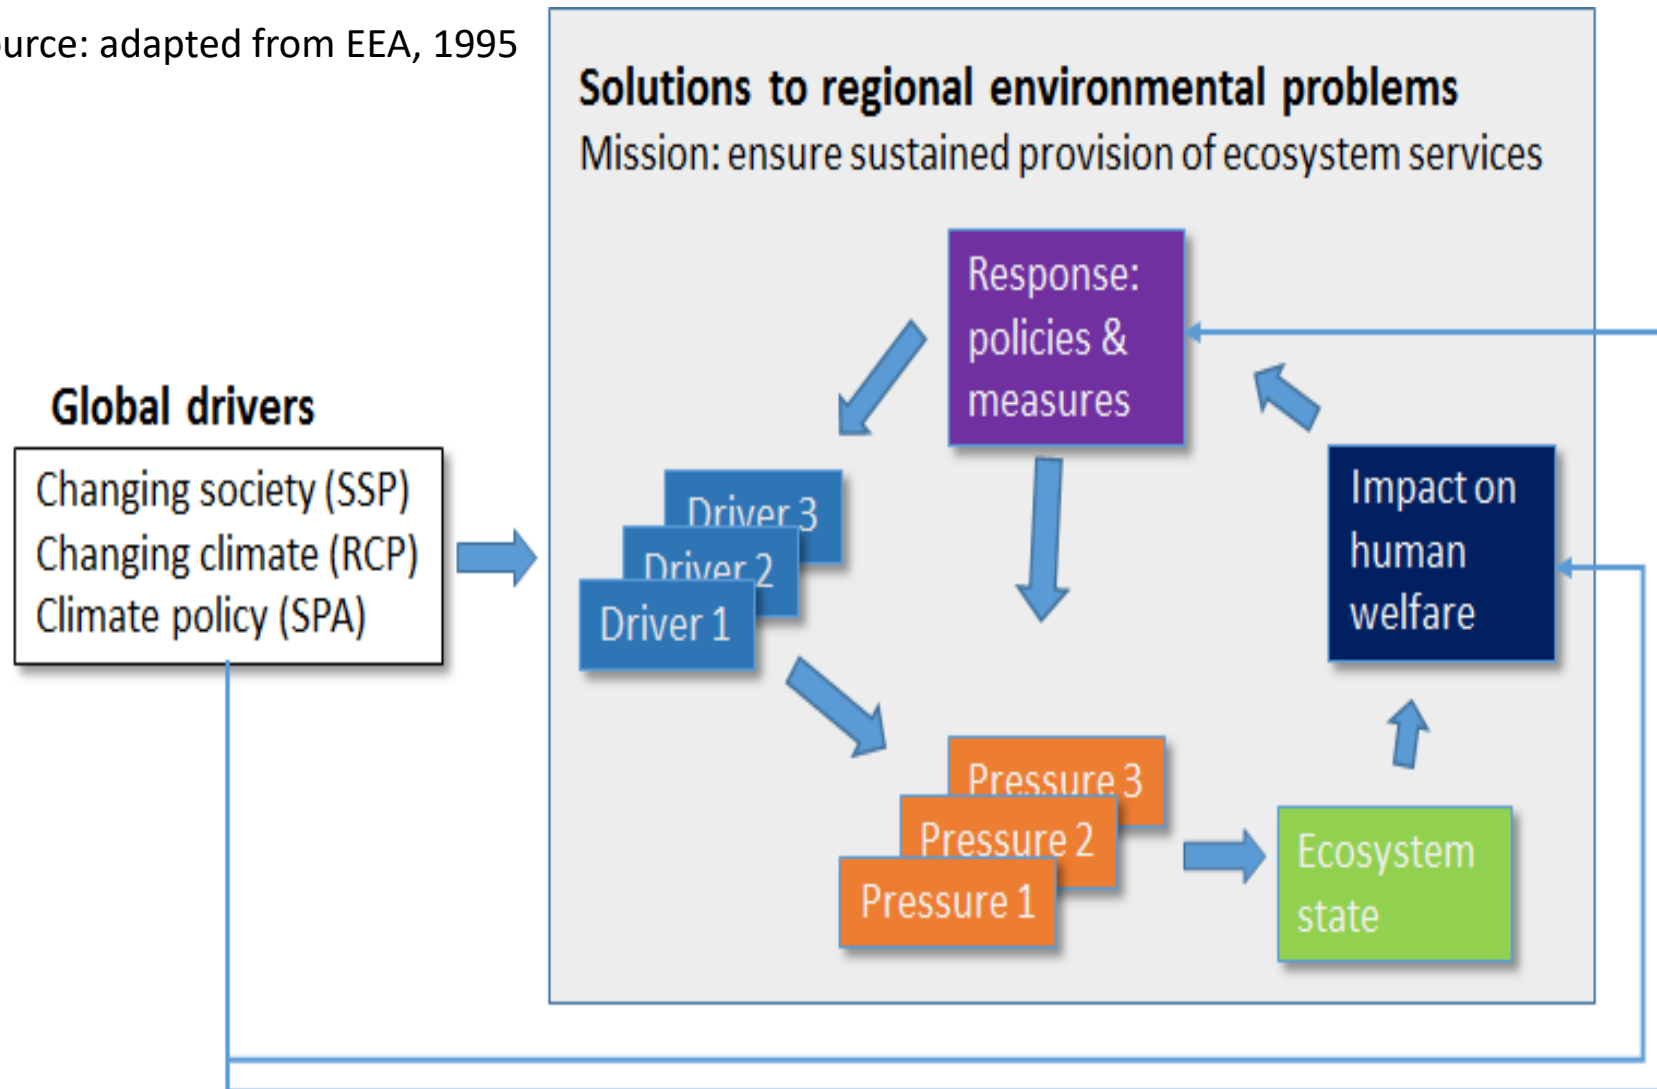 ource: adapted from EEA, 1995
Solutions to regional environmental problems
Mission: ensure sustained provision of ecosystem services
Response:
policies &
measures
Global drivers
Changing society (SSP)
Changing climate (RCP)
Climate policy (SPA)
Driver 3
Driver 2
Driver 1
Impact on
human
welfare
Pressure 3
Pressure 2
Pressure 1
Ecosystem
state